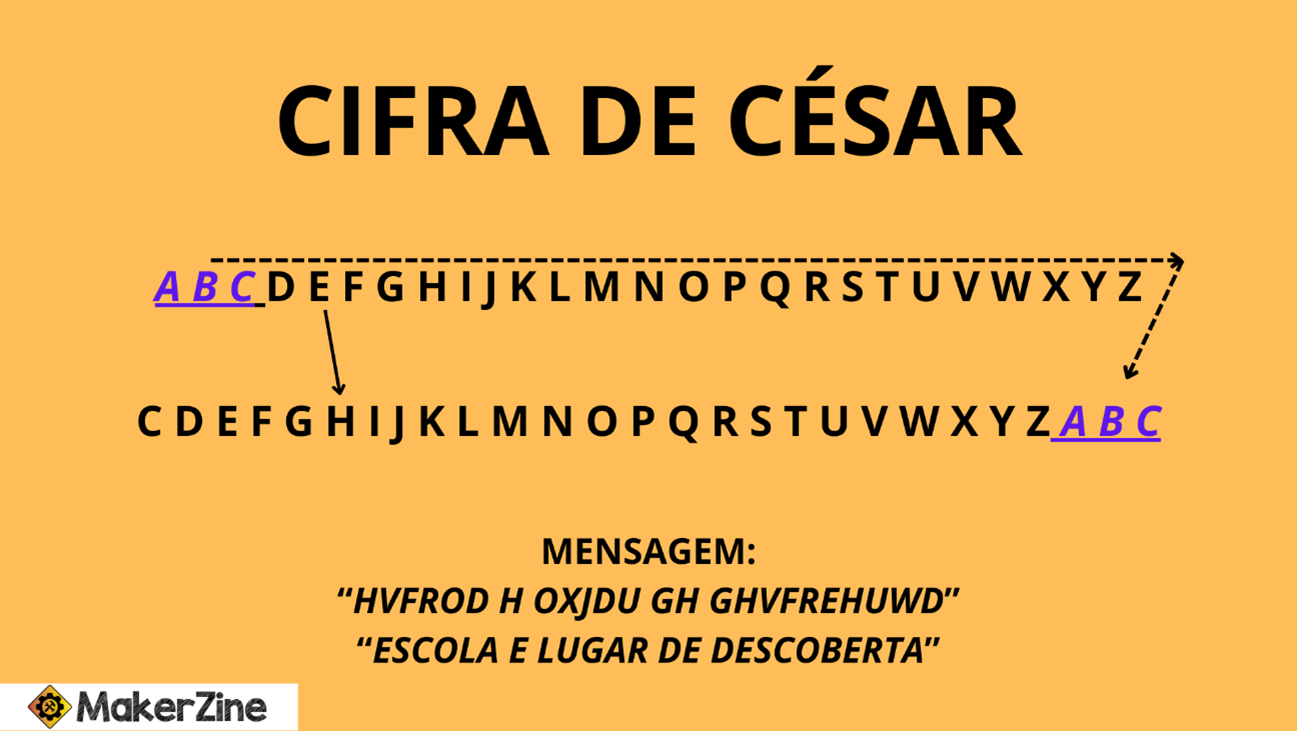 CIFRA DE CÉSAR
A B C D E F G H I J K L M N O P Q R S T U V W X Y Z
C D E F G H I J K L M N O P Q R S T U V W X Y Z A B C
MENSAGEM:
“HVFROD H OXJDU GH GHVFREHUWD”
“ESCOLA E LUGAR DE DESCOBERTA”
MakerZine